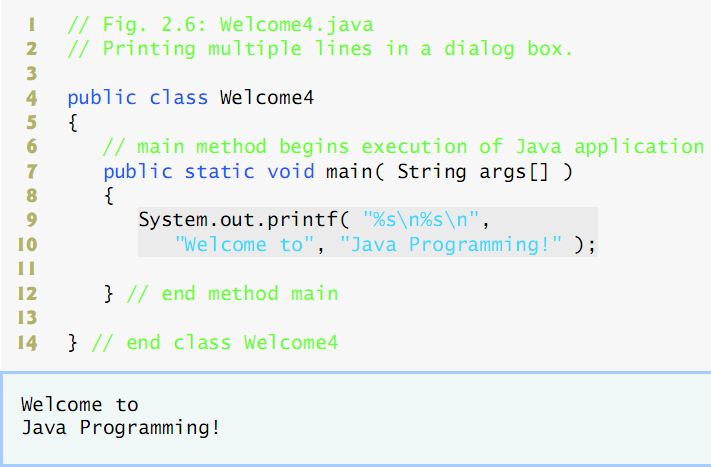 1 // Fig. 2.6: Welcome4.java
2 // Printing multiple lines in a dialog box.
3
4 public class Welcome4
5 {
6 // main method begins execution of Java application
7 public static void main( String args[] )
8 {
9 System.out.printf( "%s\n%s\n",
10 "Welcome to", "Java Programming!" );
11
12 } // end method main
13
14 } // end class Welcome4
Welcome to
Java Programming!